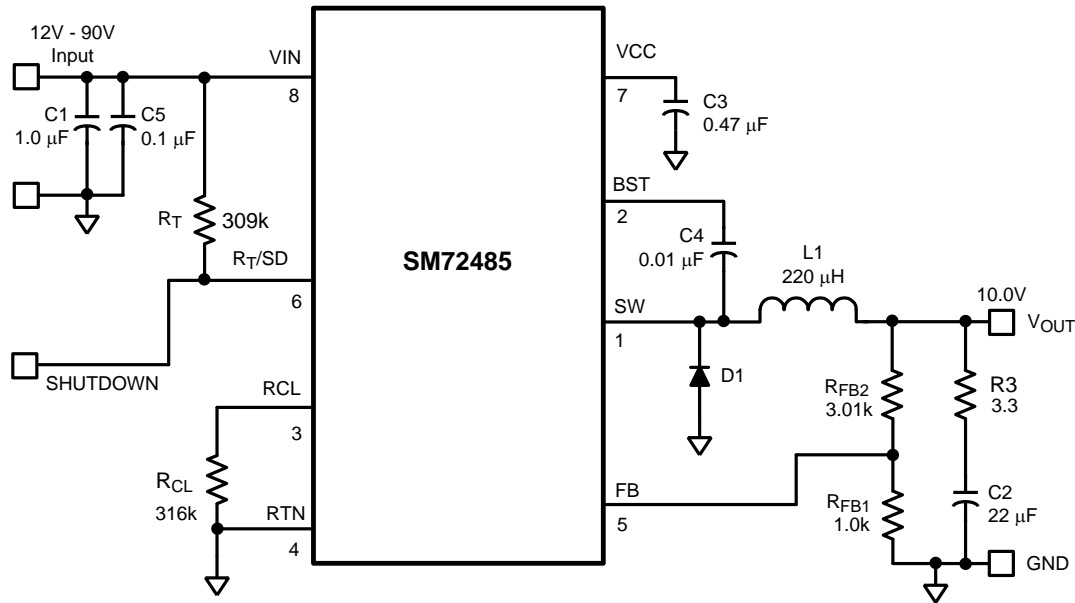 12V - 90V
Input
VIN
8
C1
1.0 μF
C5
0.1 μF
RT
309k
RT/SD
6
SHUTDOWN
RCL
3
RCL
316k
RTN
4
SM72485
VCC
7
C3
0.47 μF
BST
2
C4
0.01 μF
L1
220 μH
SW
1
10.0V
VOUT
D1
RFB2
3.01k
R3
3.3
FB
5
RFB1
1.0k
C2
22 μF
GND